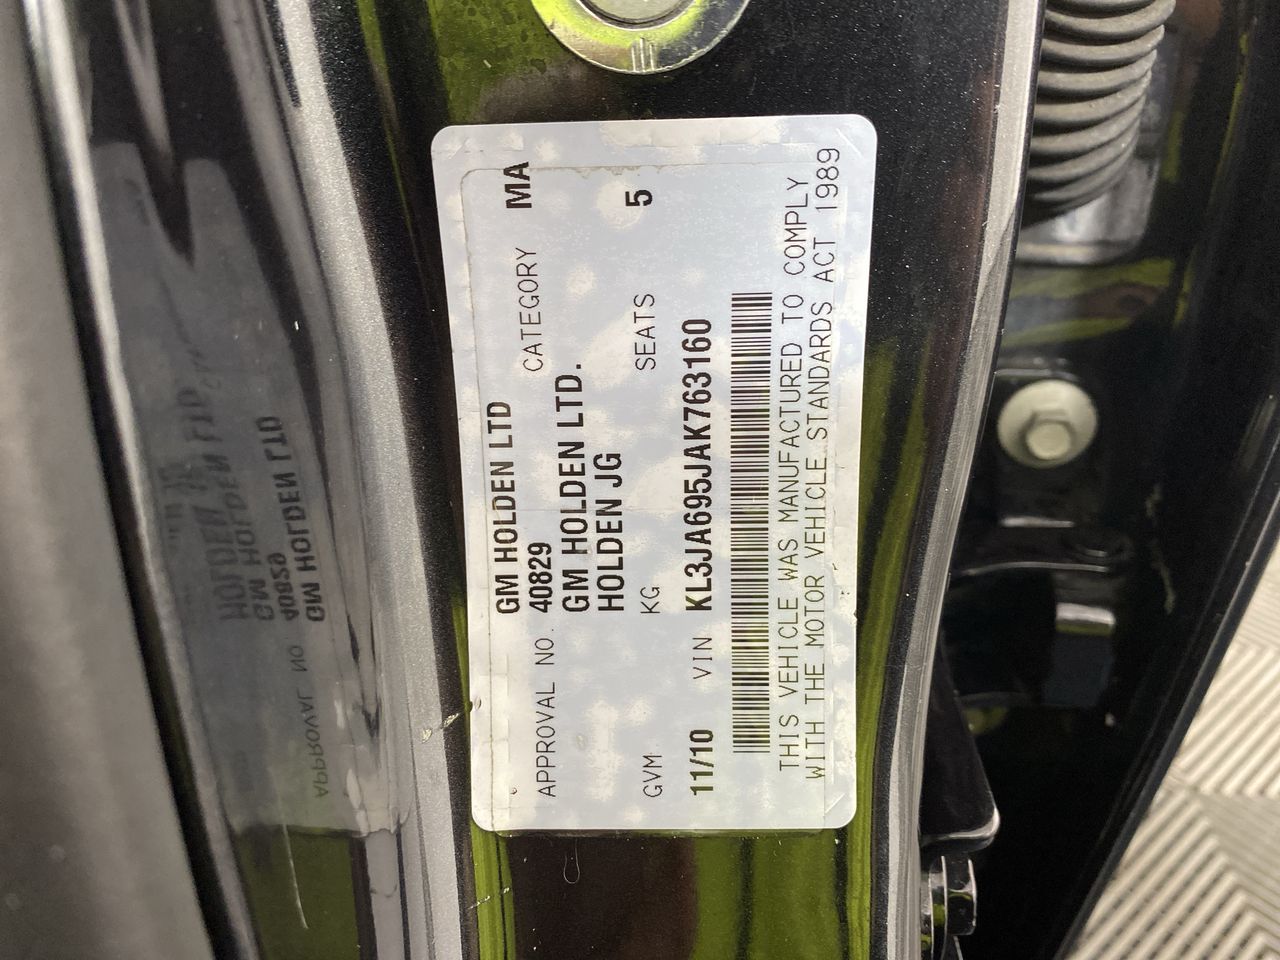 GM HOLDEN LTD
APPROVAL NO. 40829 CATEGORY MA
GM HOLDEN LTD.
HOLDEN JG
GVM KG SEATS 5
11/10 VIN KL3JA695JAK763160
THIS VEHICLE WAS MANUFACTURED TO COMPLY
WITH THE MOTOR VEHICLE STANDARDS ACT 1989